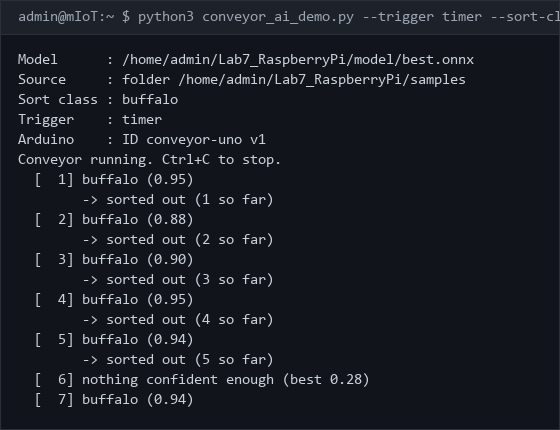 admin@mIoT:~ $ python3 conveyor_ai_demo.py --trigger timer --sort-cl
Model      : /home/admin/Lab7_RaspberryPi/model/best.onnx
Source     : folder /home/admin/Lab7_RaspberryPi/samples
Sort class : buffalo
Trigger    : timer
Arduino    : ID conveyor-uno v1
Conveyor running. Ctrl+C to stop.
  [  1] buffalo (0.95)
        -> sorted out (1 so far)
  [  2] buffalo (0.88)
        -> sorted out (2 so far)
  [  3] buffalo (0.90)
        -> sorted out (3 so far)
  [  4] buffalo (0.95)
        -> sorted out (4 so far)
  [  5] buffalo (0.94)
        -> sorted out (5 so far)
  [  6] nothing confident enough (best 0.28)
  [  7] buffalo (0.94)